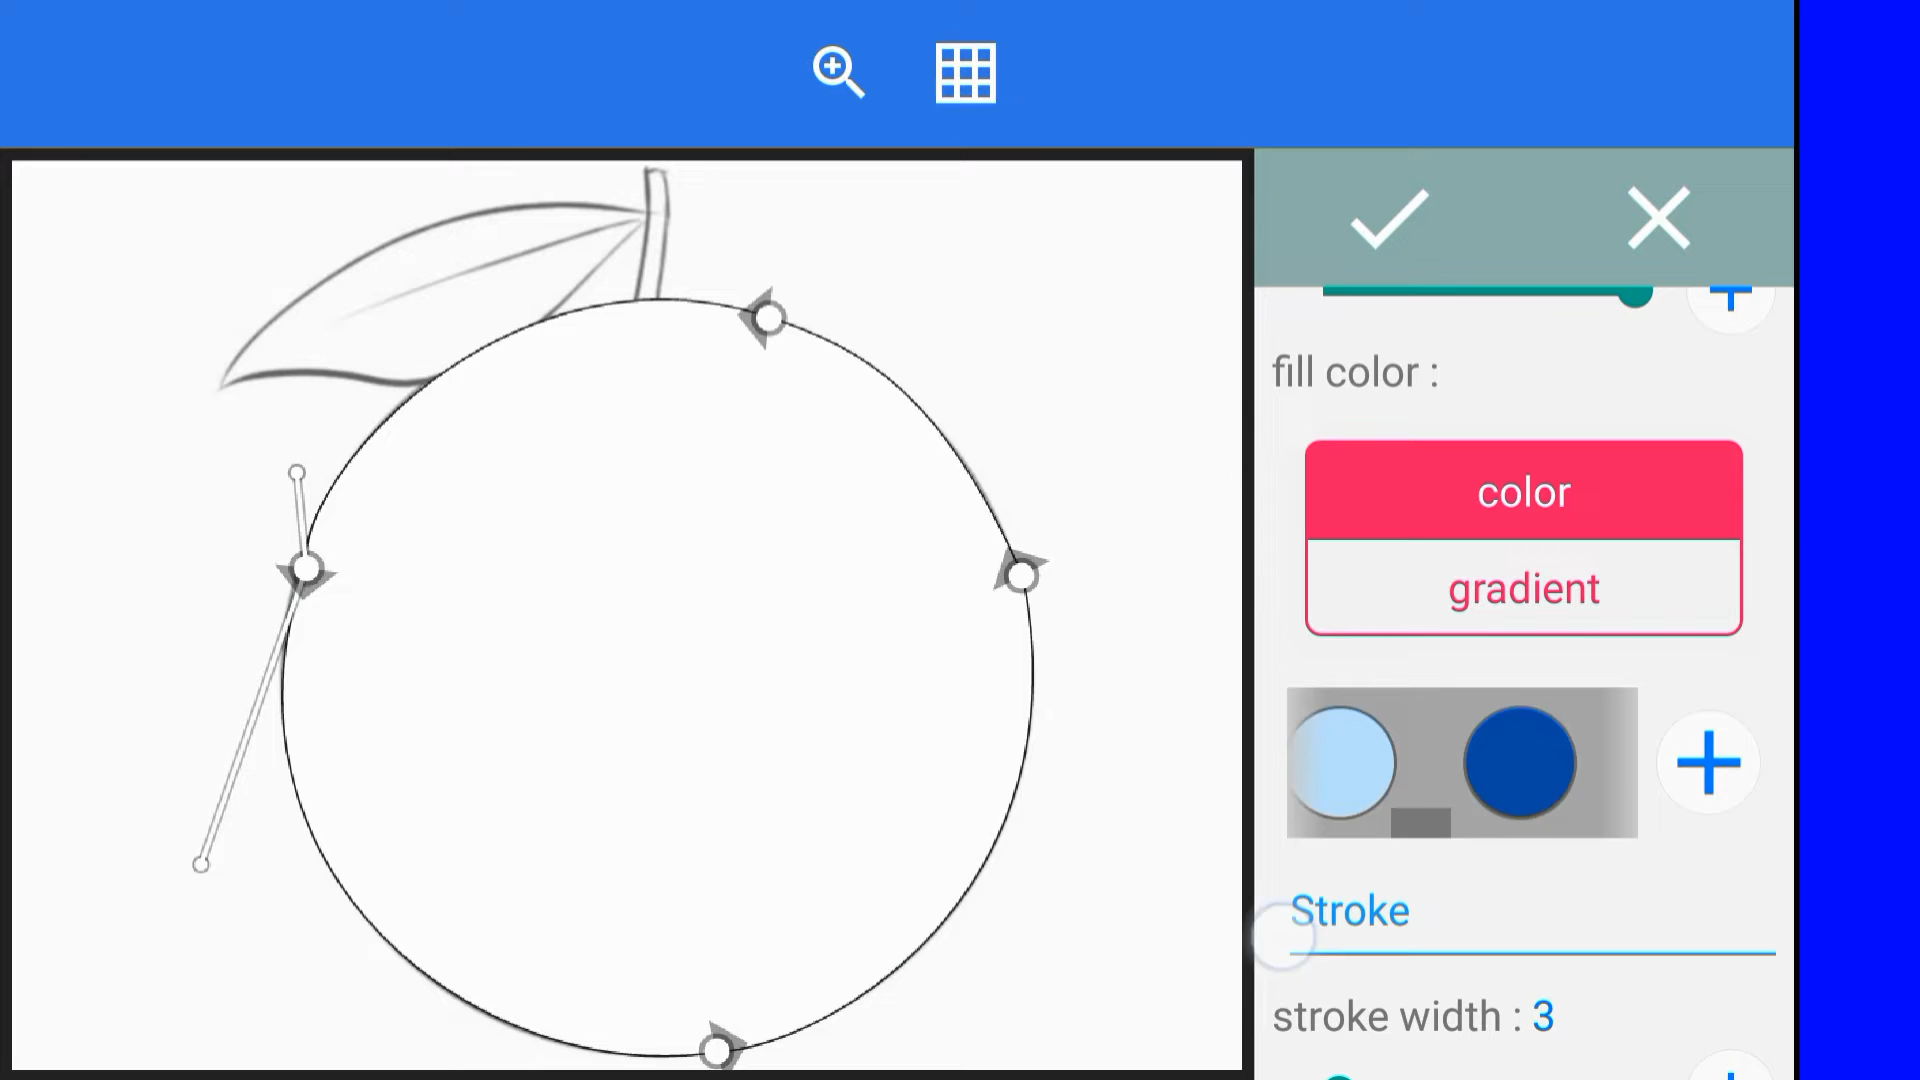 fill color :
color
gradient
Stroke
stroke width : 3